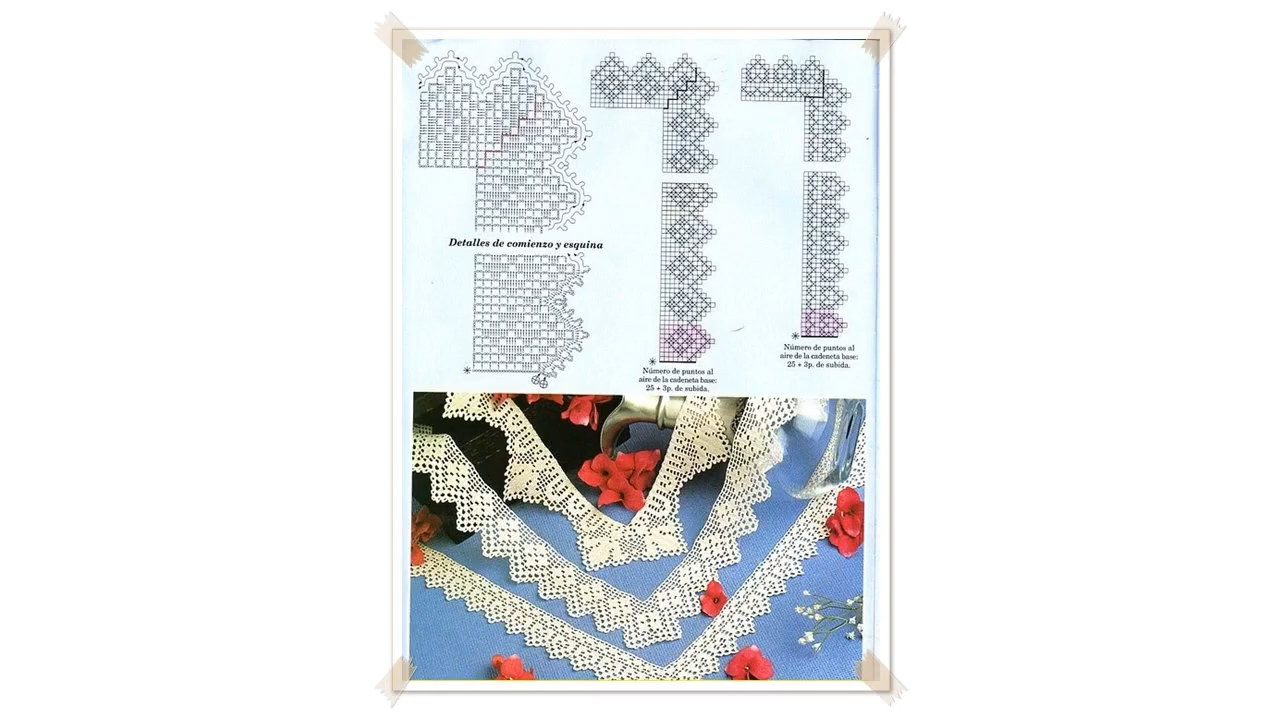 Detalles de comienzo y esquina
Número de puntos al
aire de la cadeneta base:
25 + 3p. de subida.
Número de puntos al
aire de la cadeneta base:
25 + 3p. de subida.